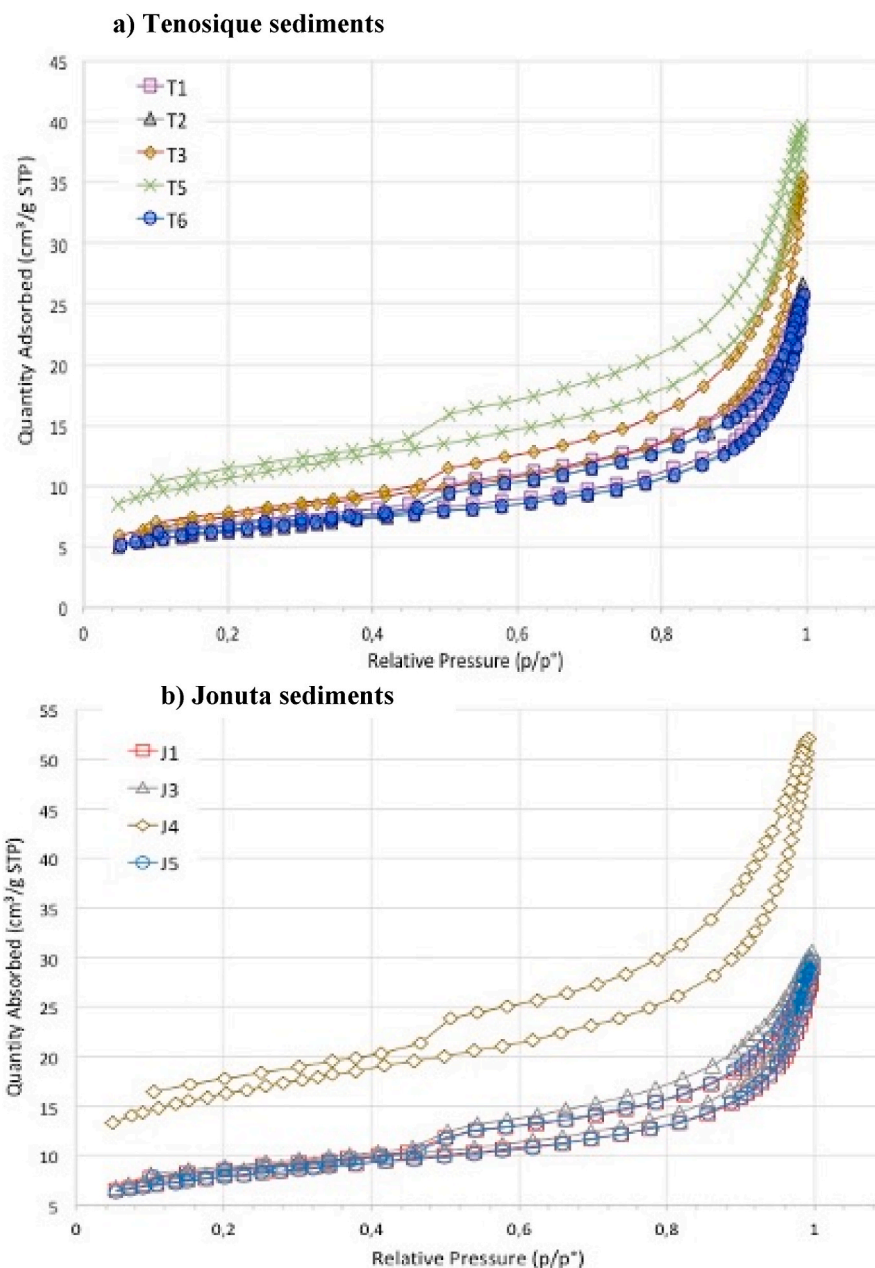 a) Tenosique sediments
45
40
35
30
25
20
15
10
5
0
Quantity Adsorbed (cm³/g STP)
T1
T2
T3
T5
T6
0
0,2
0,4
0,6
0,8
1
Relative Pressure (p/p°)
b) Jonuta sediments
55
50
45
40
35
30
25
20
15
10
5
Quantity Absorbed (cm³/g STP)
J1
J3
J4
J5
0
0,2
0,4
0,6
0,8
1
Relative Pressure (p/p°)